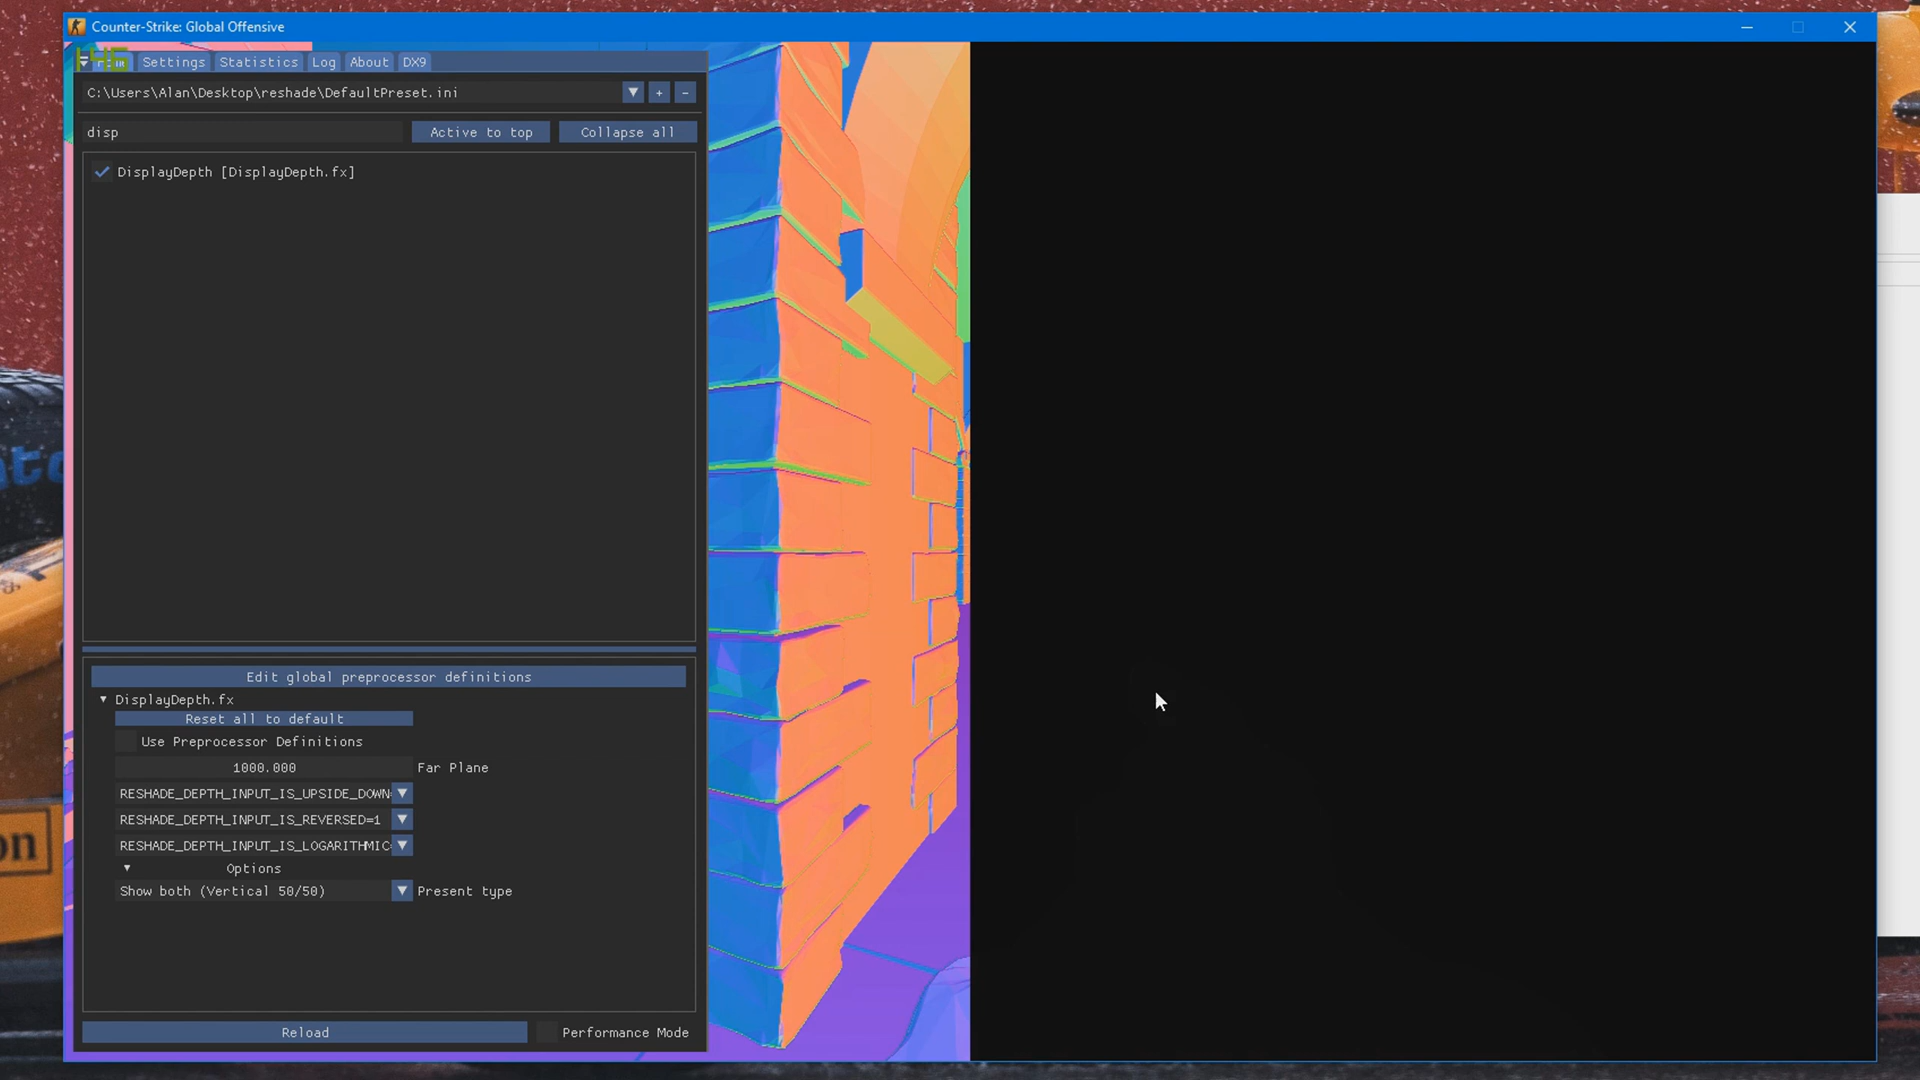 Counter-Strike: Global Offensive
Settings
Statistics
Log
About
DX9
C:\Users\Alan\Desktop\reshade\DefaultPreset.ini
+
-
disp
Active to top
Collapse all
DisplayDepth [DisplayDepth.fx]
Edit global preprocessor definitions
DisplayDepth.fx
Reset all to default
Use Preprocessor Definitions
1000.000
Far Plane
RESHADE_DEPTH_INPUT_IS_UPSIDE_DOWN
RESHADE_DEPTH_INPUT_IS_REVERSED=1
RESHADE_DEPTH_INPUT_IS_LOGARITHMIC
Options
Show both (Vertical 50/50)
Present type
Reload
Performance Mode
on